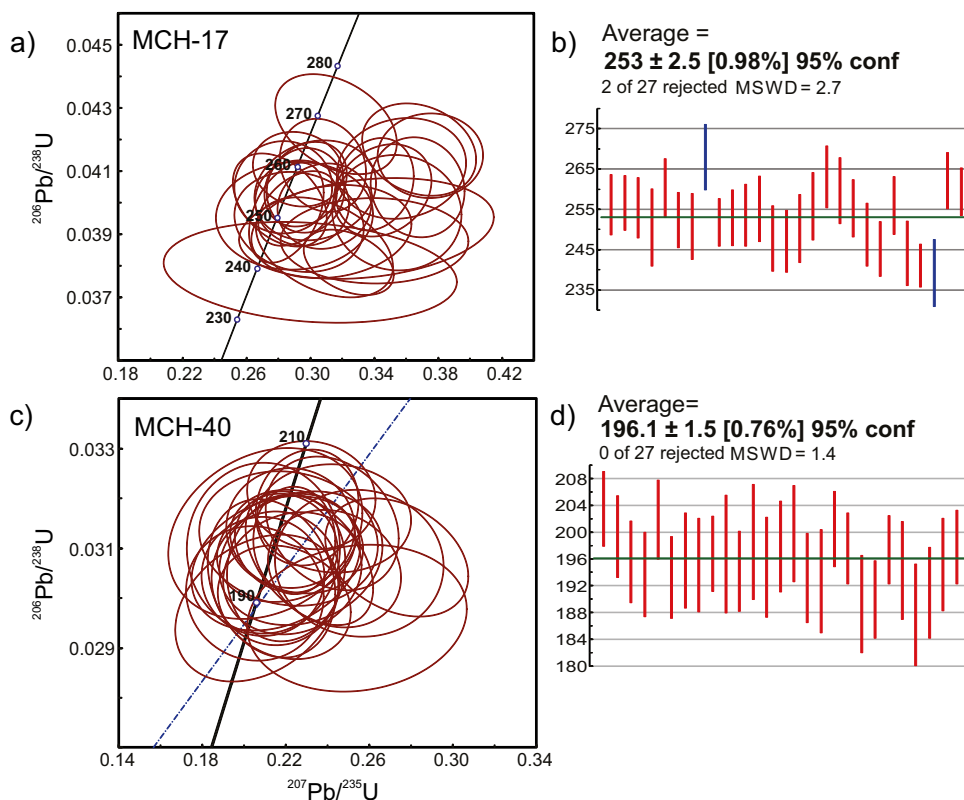 a)
MCH-17
0.045
0.043
0.041
0.039
0.037
206Pb/238U
280
270
260
250
240
230
0.18 0.22 0.26 0.30 0.34 0.38 0.42
b)
Average =
253 ± 2.5 [0.98%] 95% conf
2 of 27 rejected MSWD = 2.7
275
265
255
245
235
c)
MCH-40
0.033
0.031
0.029
206Pb/238U
210
190
0.14 0.18 0.22 0.26 0.30 0.34
207Pb/235U
d)
Average=
196.1 ± 1.5 [0.76%] 95% conf
0 of 27 rejected MSWD = 1.4
208
204
200
196
192
188
184
180